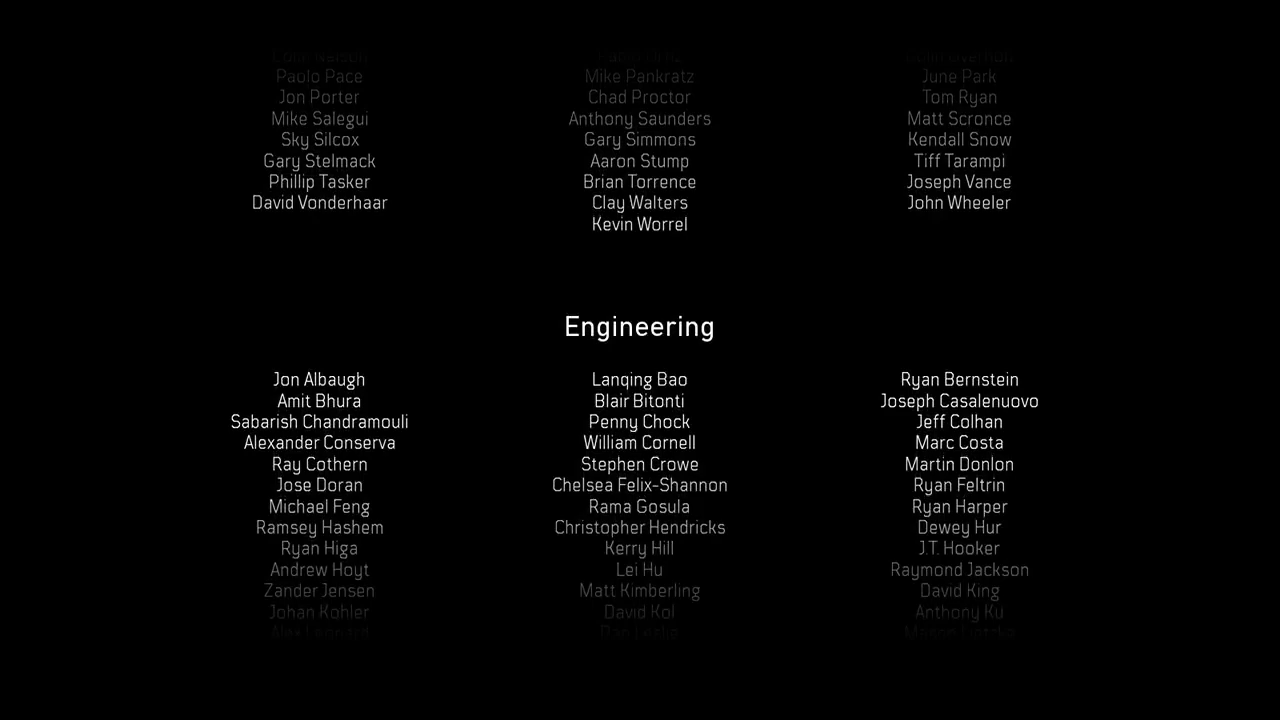 Paolo Pace Mike Pankratz June Park
Jon Porter Chad Proctor Tom Ryan
Mike Salegui Anthony Saunders Matt Scronce
Sky Silcox Gary Simmons Kendall Snow
Gary Stelmack Aaron Stump Tiff Tarampi
Phillip Tasker Brian Torrence Joseph Vance
David Vonderhaar Clay Walters John Wheeler
Kevin Worrel
Engineering
Jon Albaugh Lanqing Bao Ryan Bernstein
Amit Bhura Blair Bitonti Joseph Casalenuovo
Sabarish Chandramouli Penny Chock Jeff Colhan
Alexander Conserva William Cornell Marc Costa
Ray Cothern Stephen Crowe Martin Donlon
Jose Doran Chelsea Felix-Shannon Ryan Feltrin
Michael Feng Rama Gosula Ryan Harper
Ramsey Hashem Christopher Hendricks Dewey Hur
Ryan Higa Kerry Hill J.T. Hooker
Andrew Hoyt Lei Hu Raymond Jackson
Zander Jensen Matt Kimberling David King
Johan Kohler David Kol Anthony Ku
Alex Leonard Dan Leslie